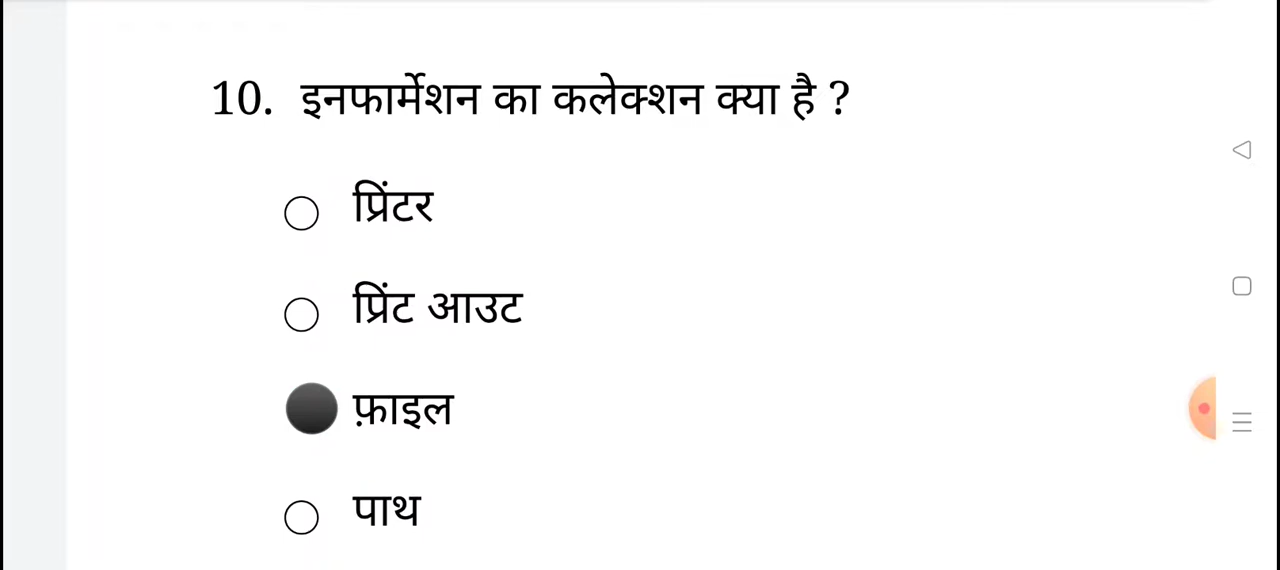 10. इनफार्मेशन का कलेक्शन क्या है ?
प्रिंटर
प्रिंट आउट
फ़ाइल
पाथ